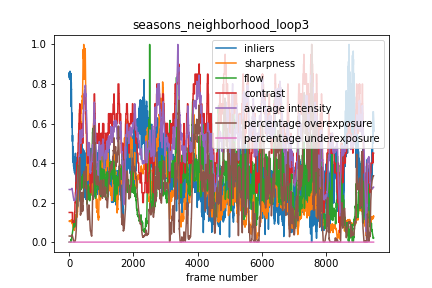 seasons_neighborhood_loop3
1.0
0.8
0.6
0.4
0.2
0.0
inliers
sharpness
flow
contrast
average intensity
percentage overexposure
percentage underexposure
0 2000 4000 6000 8000
frame number